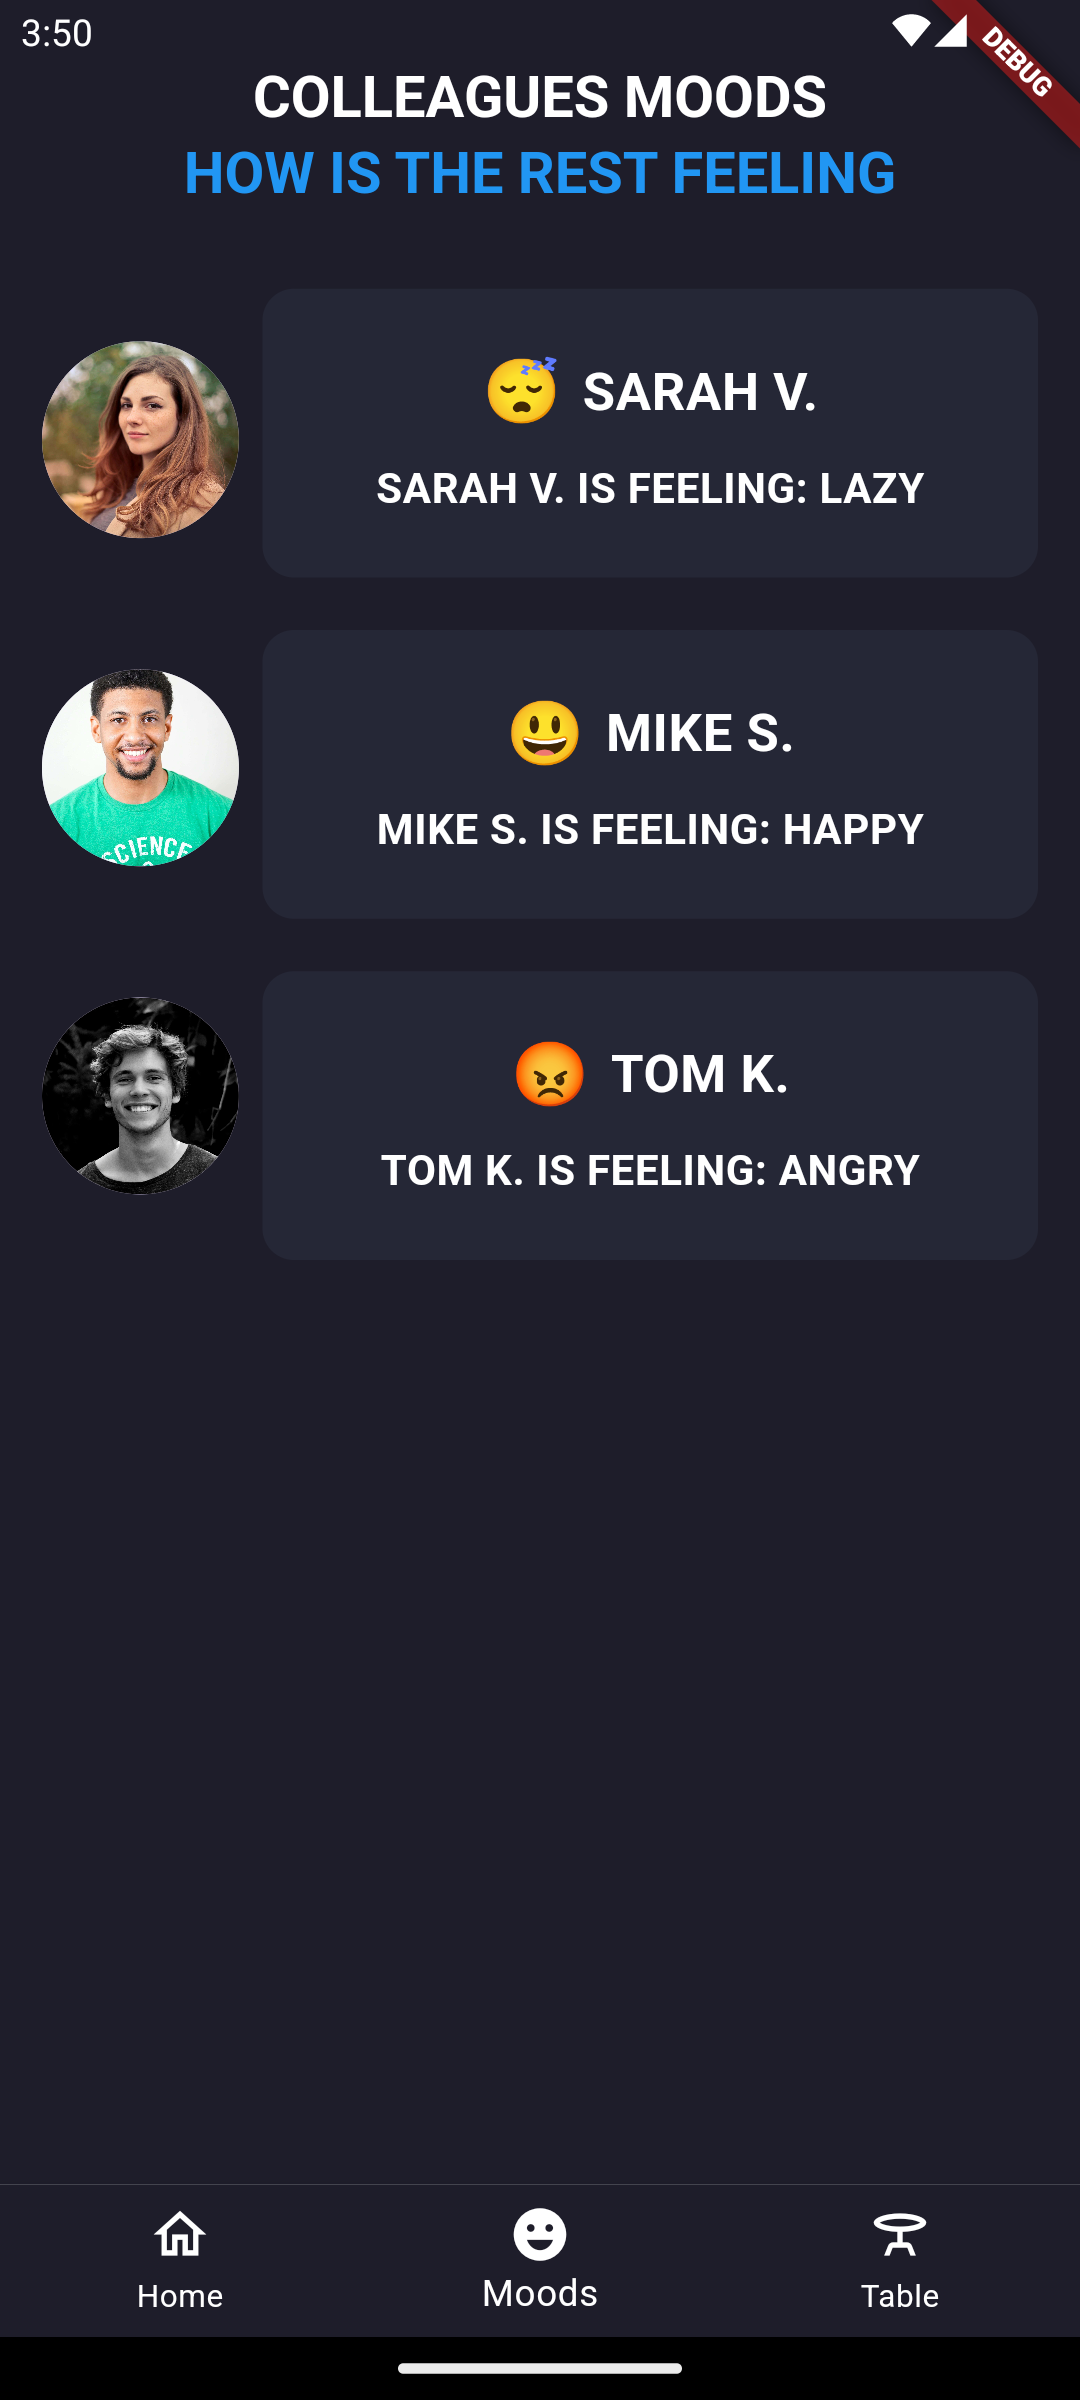 3:50
DEBUG
COLLEAGUES MOODS
HOW IS THE REST FEELING
SARAH V.
SARAH V. IS FEELING: LAZY
MIKE S.
MIKE S. IS FEELING: HAPPY
SCIENCE
TOM K.
TOM K. IS FEELING: ANGRY
Home
Moods
Table